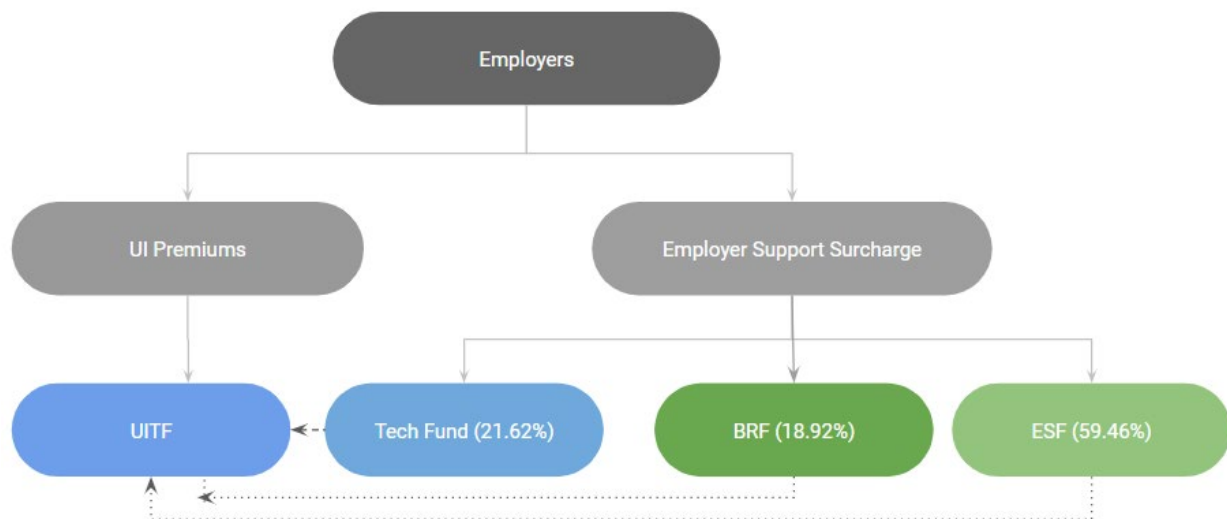 Employers
UI Premiums
Employer Support Surcharge
UITF
Tech Fund (21.62%)
BRF (18.92%)
ESF (59.46%)